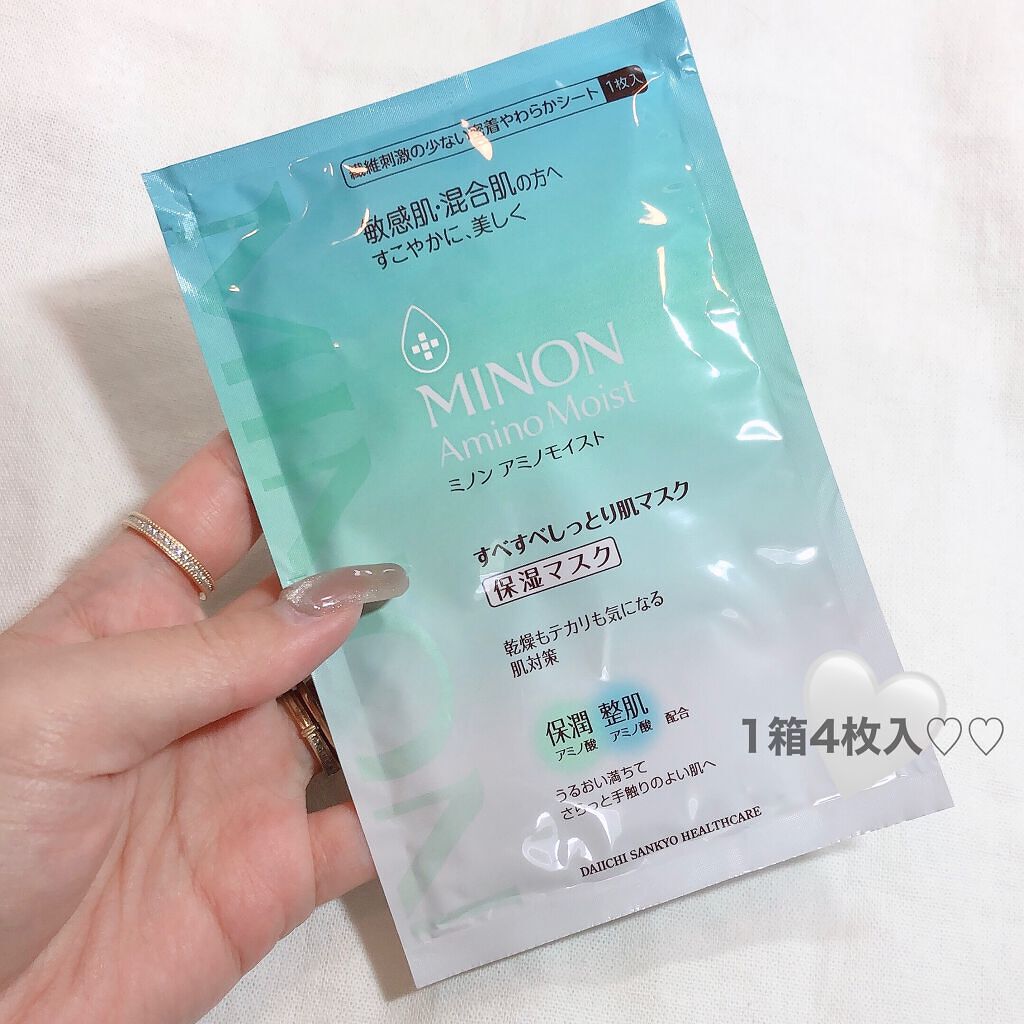 繊維刺激の少ない密着やわらかシート 1枚入
敏感肌・混合肌の方へ
すこやかに、美しく
MINON
MINON
Amino Moist
ミノン アミノモイスト
すべすべしっとり肌マスク
保湿マスク
乾燥もテカリも気になる
肌対策
保潤 整肌 配合
アミノ酸 アミノ酸
1箱4枚入♡♡
うるおい満ちて
さらっと手触りのよい肌へ
DAIICHI SANKYO HEALTHCARE